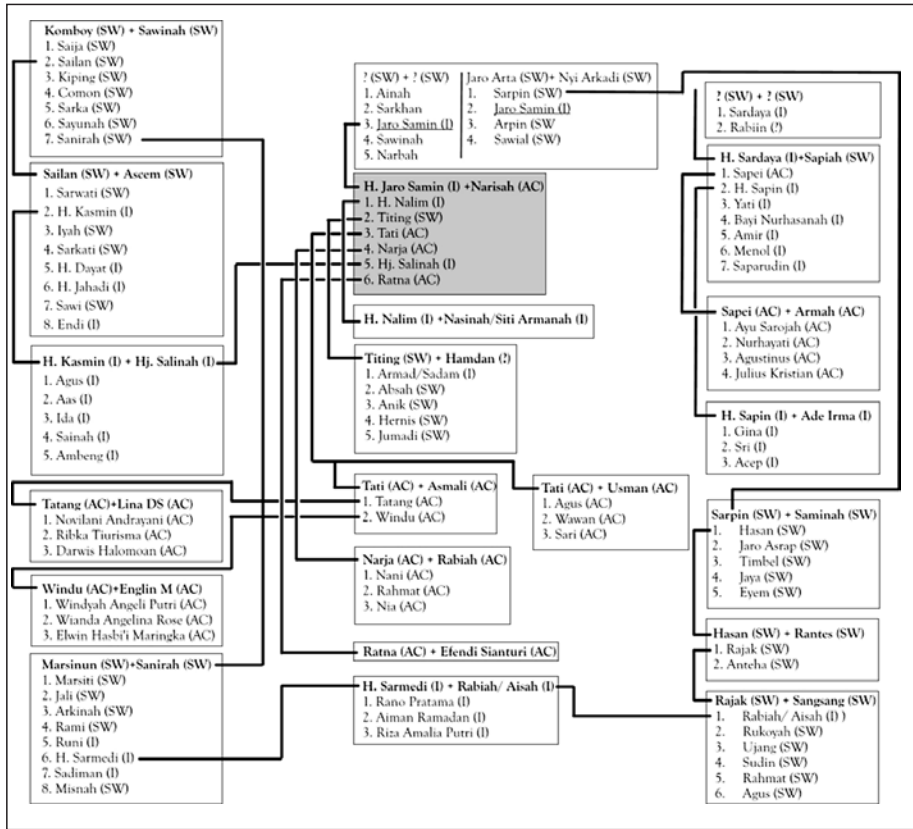 Komboy (SW) + Sawinah (SW)
1. Saija (SW)
2. Sailan (SW)
3. Kiping (SW)
4. Comon (SW)
5. Sarka (SW)
6. Sayunah (SW)
7. Sanirah (SW)
Sailan (SW) + Ascem (SW)
1. Sarwati (SW)
2. H. Kasmin (I)
3. Iyah (SW)
4. Sarkati (SW)
5. H. Dayat (I)
6. H. Jahadi (I)
7. Sawi (SW)
8. Endi (I)
H. Kasmin (I) + Hj. Salinah (I)
1. Agus (I)
2. Aas (I)
3. Ida (I)
4. Sainah (I)
5. Ambeng (I)
Tatang (AC)+Lina DS (AC)
1. Novilani Andrayani (AC)
2. Ribka Tiurisma (AC)
3. Darwis Halomoan (AC)
Windu (AC)+Englin M (AC)
1. Windyah Angeli Putri (AC)
2. Wianda Angelina Rose (AC)
3. Elwin Hasbi'i Maringka (AC)
Marsinun (SW)+Sanirah (SW)
1. Marsiti (SW)
2. Jali (SW)
3. Arkinah (SW)
4. Rami (SW)
5. Runi (I)
6. H. Sarmedi (I)
7. Sadiman (I)
8. Misnah (SW)
? (SW) + ? (SW)
1. Ainah
2. Sarkhan
3. Jaro Samin (I)
4. Sawinah
5. Narbah
Jaro Arta (SW)+ Nyi Arkadi (SW)
1. Sarpin (SW)
2. Jaro Samin (I)
3. Arpin (SW
4. Sawial (SW)
H. Jaro Samin (I) +Narisah (AC)
1. H. Nalim (I)
2. Titing (SW)
3. Tati (AC)
4. Narja (AC)
5. Hj. Salinah (I)
6. Ratna (AC)
H. Nalim (I) +Nasinah/Siti Armanah (I)
Titing (SW) + Hamdan (?)
1. Armad/Sadam (I)
2. Absah (SW)
3. Anik (SW)
4. Hernis (SW)
5. Jumadi (SW)
Tati (AC) + Asmali (AC)
1. Tatang (AC)
2. Windu (AC)
Tati (AC) + Usman (AC)
1. Agus (AC)
2. Wawan (AC)
3. Sari (AC)
Narja (AC) + Rabiah (AC)
1. Nani (AC)
2. Rahmat (AC)
3. Nia (AC)
Ratna (AC) + Efendi Sianturi (AC)
H. Sarmedi (I) + Rabiah/ Aisah (I)
1. Rano Pratama (I)
2. Aiman Ramadan (I)
3. Riza Amalia Putri (I)
? (SW) + ? (SW)
1. Sardaya (I)
2. Rabiin (?)
H. Sardaya (I)+Sapiah (SW)
1. Sapei (AC)
2. H. Sapin (I)
3. Yati (I)
4. Bayi Nurhasanah (I)
5. Amir (I)
6. Menol (I)
7. Saparudin (I)
Sapei (AC) + Armah (AC)
1. Ayu Sarojah (AC)
2. Nurhayati (AC)
3. Agustinus (AC)
4. Julius Kristian (AC)
H. Sapin (I) + Ade Irma (I)
1. Gina (I)
2. Sri (I)
3. Acep (I)
Sarpin (SW) + Saminah (SW)
1. Hasan (SW)
2. Jaro Asrap (SW)
3. Timbel (SW)
4. Jaya (SW)
5. Eyem (SW)
Hasan (SW) + Rantes (SW)
1. Rajak (SW)
2. Anteha (SW)
Rajak (SW) + Sangsang (SW)
1. Rabiah/ Aisah (I) )
2. Rukoyah (SW)
3. Ujang (SW)
4. Sudin (SW)
5. Rahmat (SW)
6. Agus (SW)